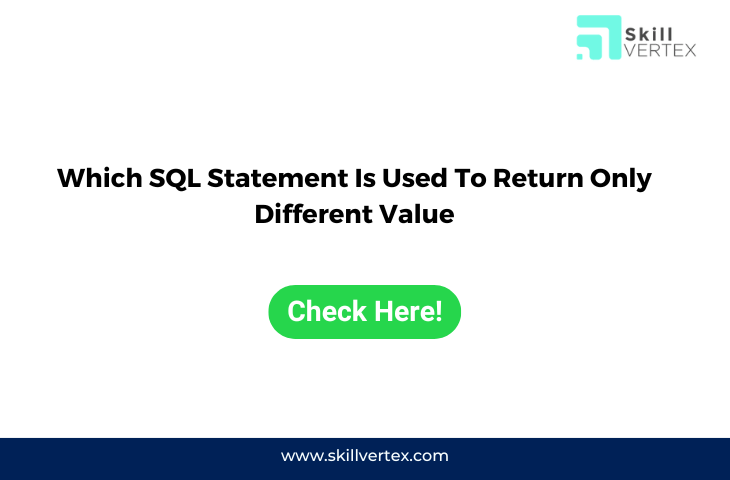 Skill
VERTEX
Which SQL Statement Is Used To Return Only
Different Value
Check Here!
www.skillvertex.com